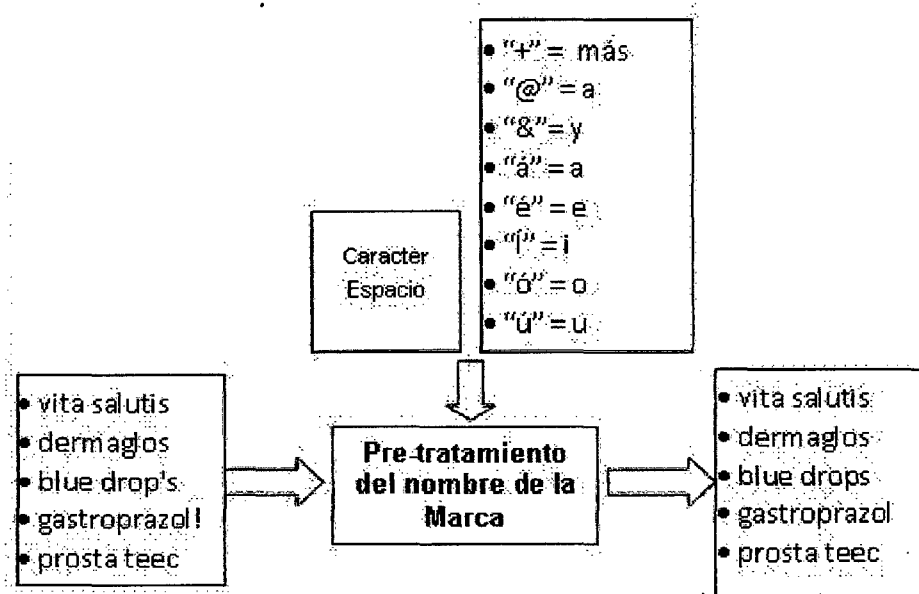 • "+" = más
• "@" = a
• "&" = y
• "á" = a
• "é" = e
• "í" = i
• "ó" = o
• "ú" = u
Caracter
Espacio
• vita salutis
• dermaglos
• blue drop's
• gastroprazol!
• prosta teec
Pre-tratamiento
del nombre de la
Marca
• vita salutis
• dermaglos
• blue drops
• gastroprazol
• prosta teec